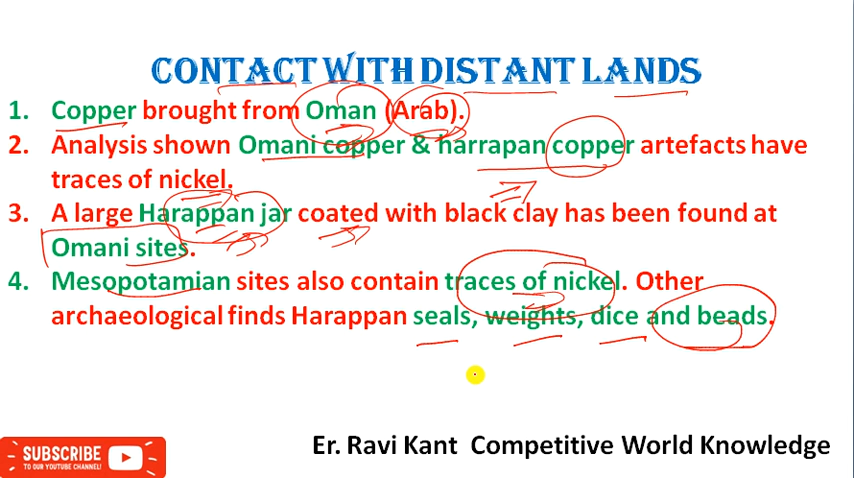 CONTACT WITH DISTANT LANDS
1. Copper brought from Oman (Arab).
2. Analysis shown Omani copper & harrapan copper artefacts have
traces of nickel.
3. A large Harappan jar coated with black clay has been found at
Omani sites.
4. Mesopotamian sites also contain traces of nickel. Other
archaeological finds Harappan seals, weights, dice and beads.
Er. Ravi Kant Competitive World Knowledge
SUBSCRIBE
TO OUR YOUTUBE CHANNEL!